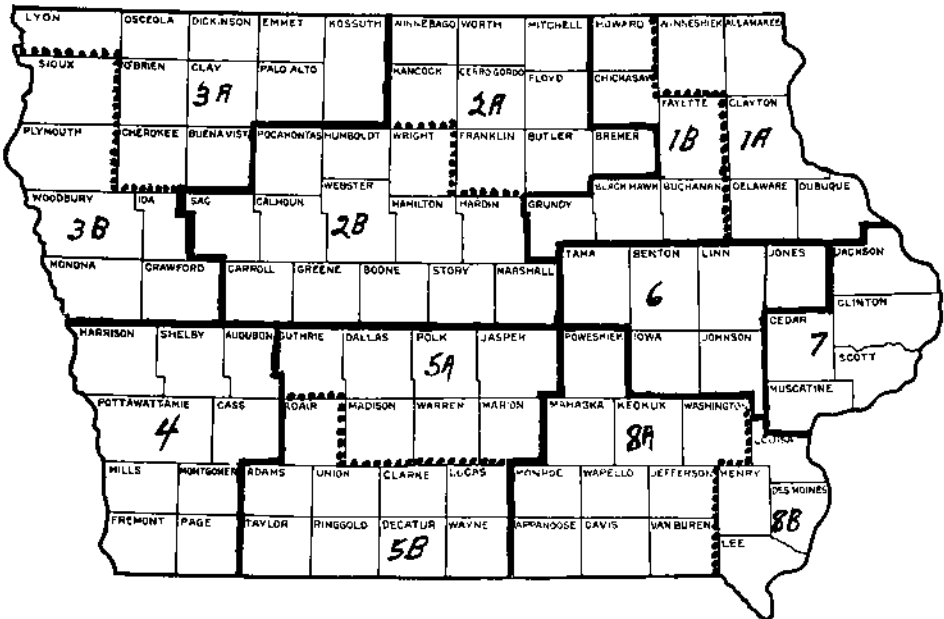 LYON OSCEOLA DICKINSON EMMET KOSSUTH WINNEBAGO WORTH MITCHELL HOWARD WINNESHIEK ALLAMAKEE
SIOUX O'BRIEN CLAY PALO ALTO HANCOCK CERRO GORDO FLOYD CHICKASAW
3A 2A
FAYETTE CLAYTON
PLYMOUTH CHEROKEE BUENA VISTA POCAHONTAS HUMBOLDT WRIGHT FRANKLIN BUTLER BREMER 1B 1A
WEBSTER BLACK HAWK BUCHANAN DELAWARE DUBUQUE
WOODBURY IDA SAC CALHOUN HAMILTON HARDIN GRUNDY
3B 2B
TAMA BENTON LINN JONES JACKSON
MONONA CRAWFORD CARROLL GREENE BOONE STORY MARSHALL
6
CLINTON
CEDAR
HARRISON SHELBY AUDUBON GUTHRIE DALLAS POLK JASPER POWESHIEK IOWA JOHNSON 7
5A SCOTT
MUSCATINE
POTTAWATTAMIE CASS ADAIR MADISON WARREN MARION MAHASKA KEOKUK WASHINGTON
4 8A
LOUISA
MILLS MONTGOMERY ADAMS UNION CLARKE LUCAS MONROE WAPELLO JEFFERSON HENRY
DES MOINES
FREMONT PAGE TAYLOR RINGGOLD DECATUR WAYNE APPANOOSE DAVIS VAN BUREN 8B
5B LEE